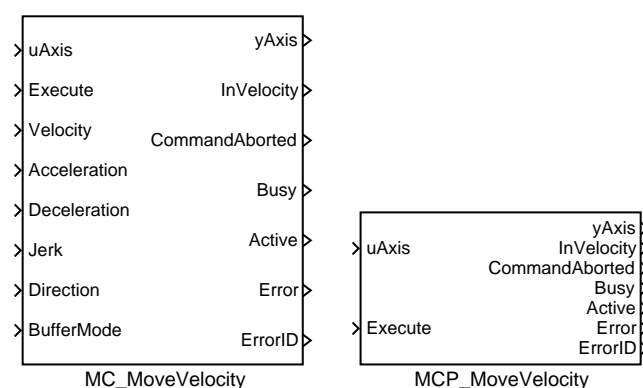 uAxis
Execute
Velocity
Acceleration
Deceleration
Jerk
Direction
BufferMode
yAxis
InVelocity
CommandAborted
Busy
Active
Error
ErrorID
MC_MoveVelocity
uAxis
Execute
yAxis
InVelocity
CommandAborted
Busy
Active
Error
ErrorID
MCP_MoveVelocity